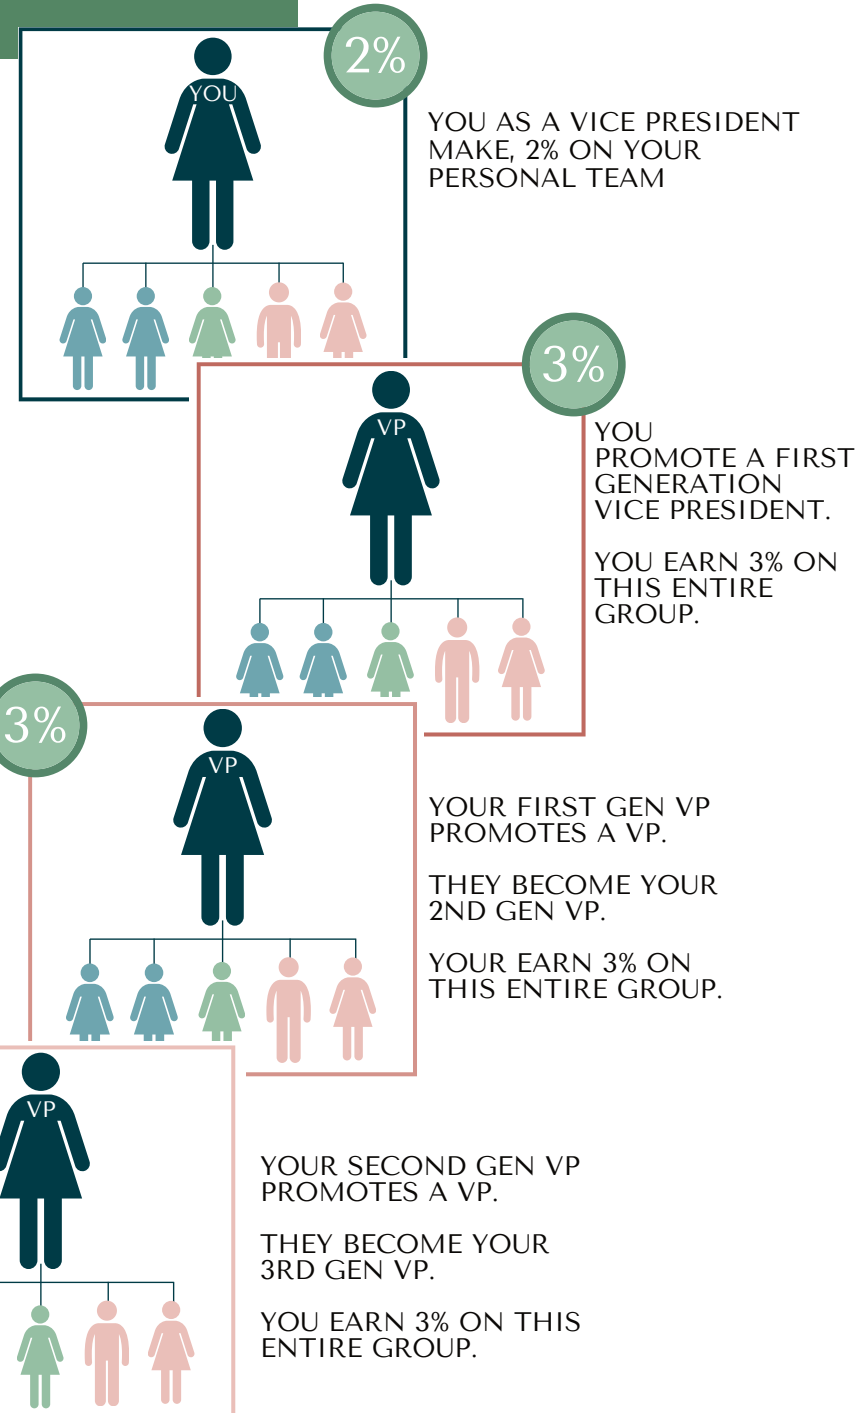 2%
YOU
YOU AS A VICE PRESIDENT
MAKE, 2% ON YOUR
PERSONAL TEAM
3%
VP
YOU
PROMOTE A FIRST
GENERATION
VICE PRESIDENT.
YOU EARN 3% ON
THIS ENTIRE
GROUP.
3%
VP
YOUR FIRST GEN VP
PROMOTES A VP.
THEY BECOME YOUR
2ND GEN VP.
YOUR EARN 3% ON
THIS ENTIRE GROUP.
VP
YOUR SECOND GEN VP
PROMOTES A VP.
THEY BECOME YOUR
3RD GEN VP.
YOU EARN 3% ON THIS
ENTIRE GROUP.